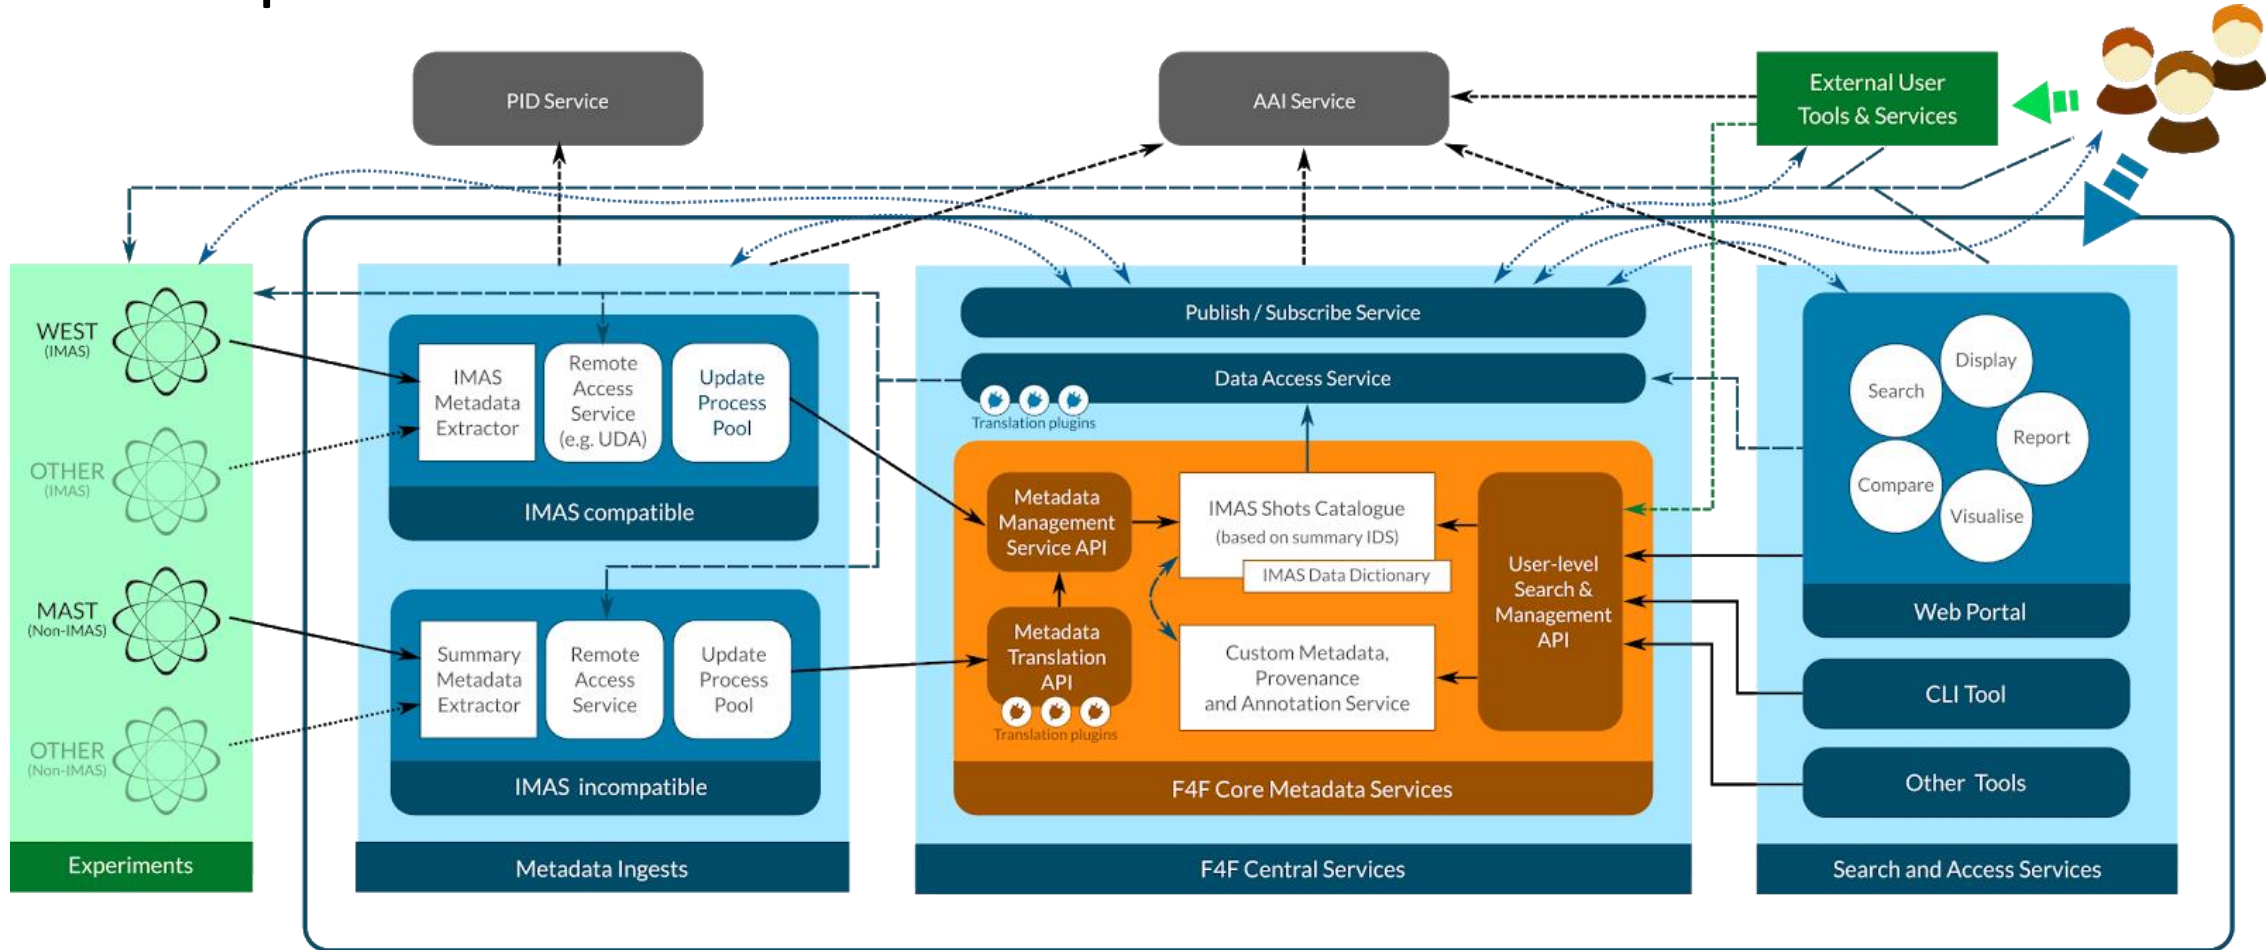 PID Service
AAI Service
External User
Tools & Services
WEST
(IMAS)
OTHER
(IMAS)
MAST
(Non-IMAS)
OTHER
(Non-IMAS)
Experiments
IMAS
Metadata
Extractor
Remote
Access
Service
(e.g. UDA)
Update
Process
Pool
IMAS compatible
Summary
Metadata
Extractor
Remote
Access
Service
Update
Process
Pool
IMAS incompatible
Metadata Ingests
Publish / Subscribe Service
Data Access Service
Translation plugins
Metadata
Management
Service API
Metadata
Translation
API
Translation plugins
IMAS Shots Catalogue
(based on summary IDS)
IMAS Data Dictionary
Custom Metadata,
Provenance
and Annotation Service
User-level
Search &
Management
API
F4F Core Metadata Services
F4F Central Services
Search
Display
Report
Compare
Visualise
Web Portal
CLI Tool
Other Tools
Search and Access Services